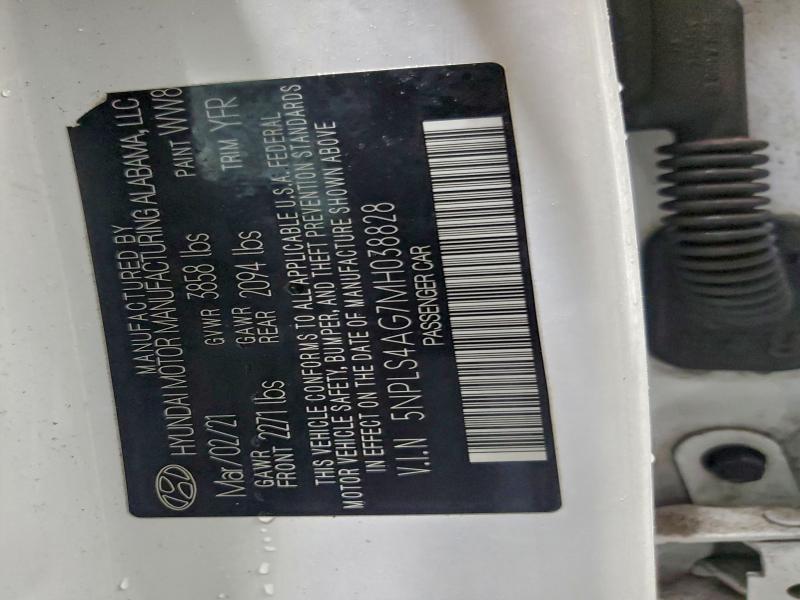 MANUFACTURED BY
HYUNDAI MOTOR MANUFACTURING ALABAMA, LLC
Mar/02/21 GVWR 3858 lbs PAINT WW8
GAWR FRONT 2271 lbs GAWR REAR 2094 lbs TRIM YFR
THIS VEHICLE CONFORMS TO ALL APPLICABLE U.S.A. FEDERAL
MOTOR VEHICLE SAFETY, BUMPER, AND THEFT PREVENTION STANDARDS
IN EFFECT ON THE DATE OF MANUFACTURE SHOWN ABOVE
V.I.N 5NPLS4AG7MH038828
PASSENGER CAR